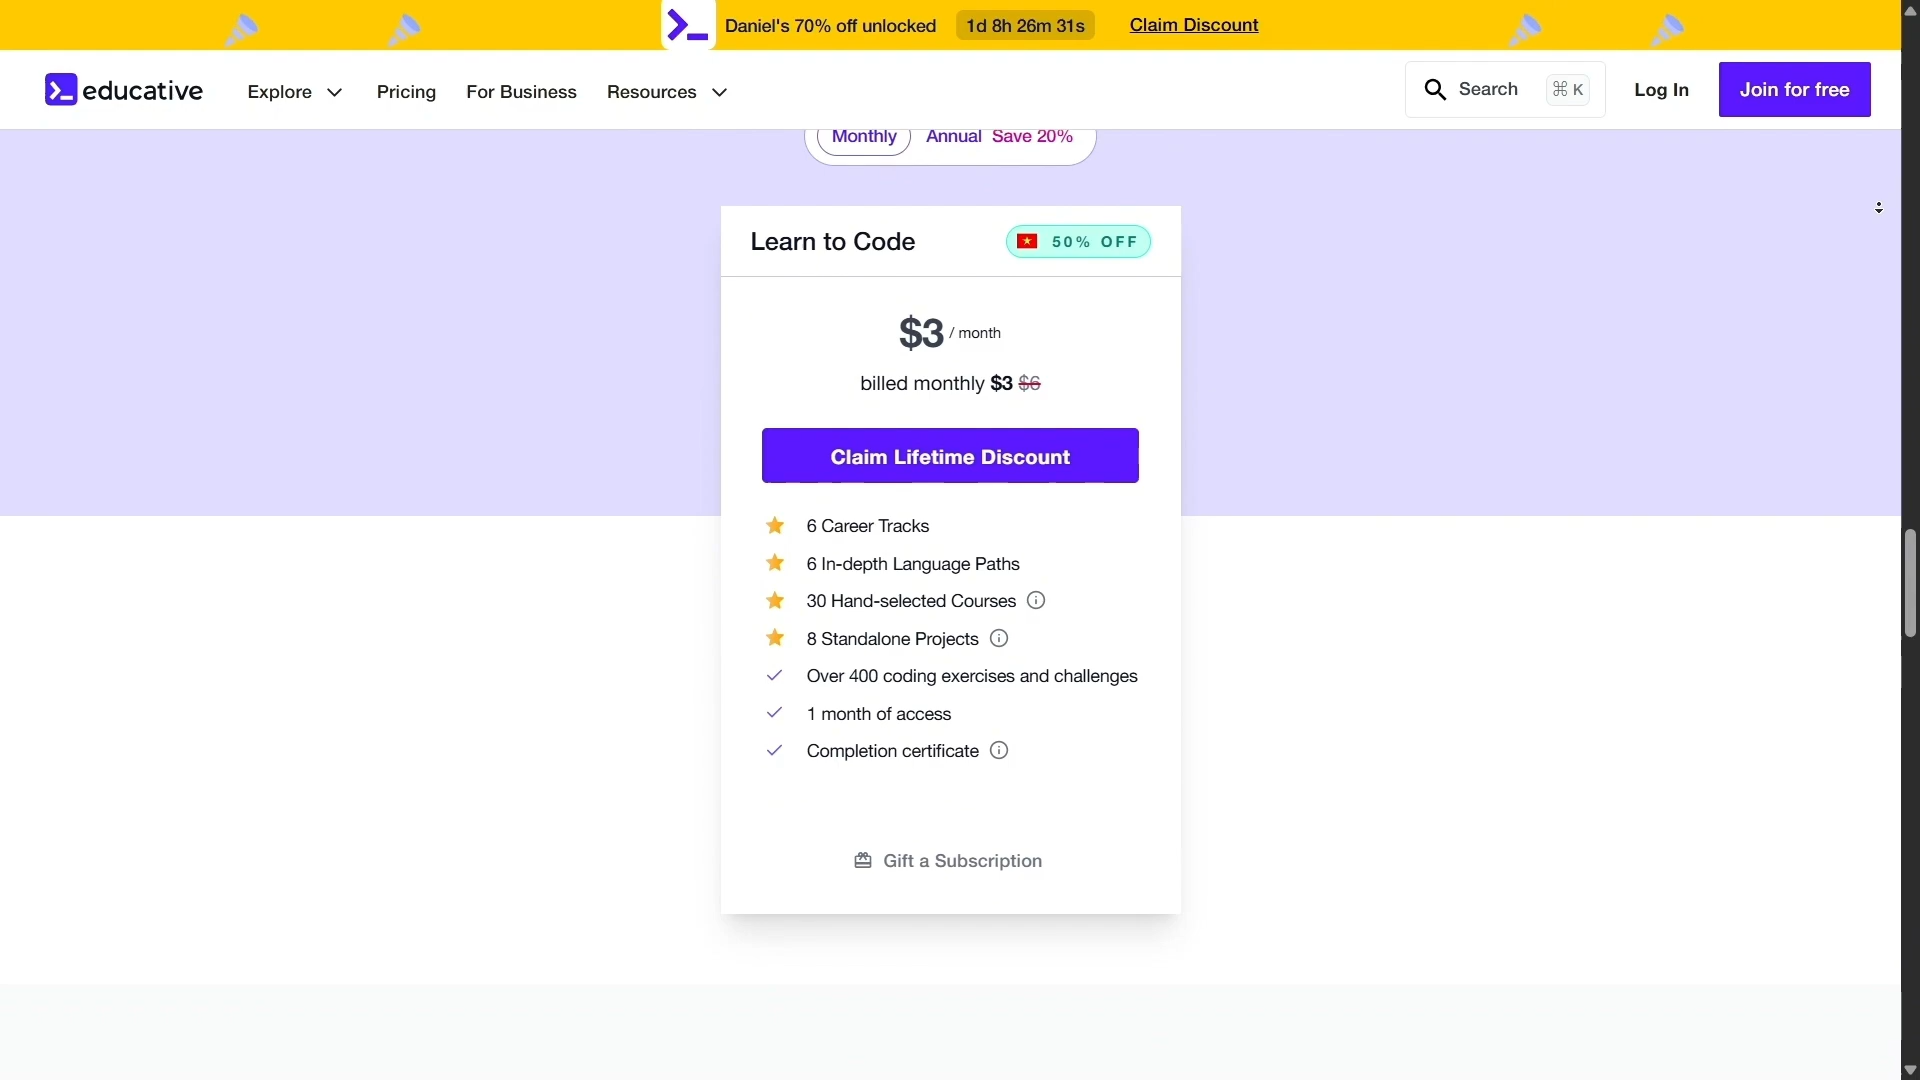 Daniel's 70% off unlocked 1d 8h 26m 31s Claim Discount
educative Explore Pricing For Business Resources Search ⌘ K Log In Join for free
Monthly Annual Save 20%
Learn to Code 50% OFF
$3 / month
billed monthly $3 $6
Claim Lifetime Discount
6 Career Tracks
6 In-depth Language Paths
30 Hand-selected Courses
8 Standalone Projects
Over 400 coding exercises and challenges
1 month of access
Completion certificate
Gift a Subscription